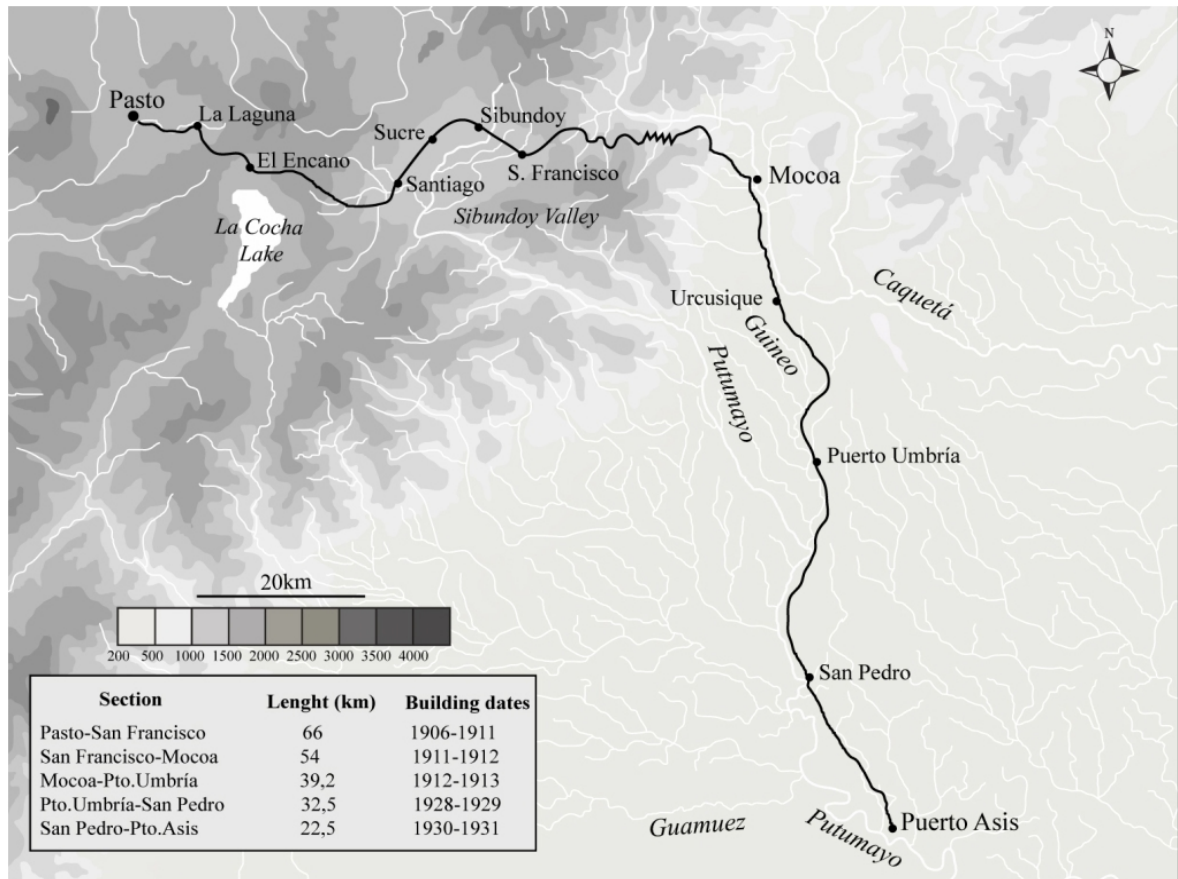 N
Pasto
La Laguna
Sucre
Sibundoy
El Encano
S. Francisco
Santiago
Mocoa
La Cocha
Lake
Sibundoy Valley
Urcusique
Caquetá
Guineo
Putumayo
Puerto Umbría
20km
200 500 1000 1500 2000 2500 3000 3500 4000
San Pedro
Section Lenght (km) Building dates
Pasto-San Francisco 66 1906-1911
San Francisco-Mocoa 54 1911-1912
Mocoa-Pto.Umbría 39,2 1912-1913
Pto.Umbría-San Pedro 32,5 1928-1929
San Pedro-Pto.Asis 22,5 1930-1931
Guamuez
Putumayo
Puerto Asis